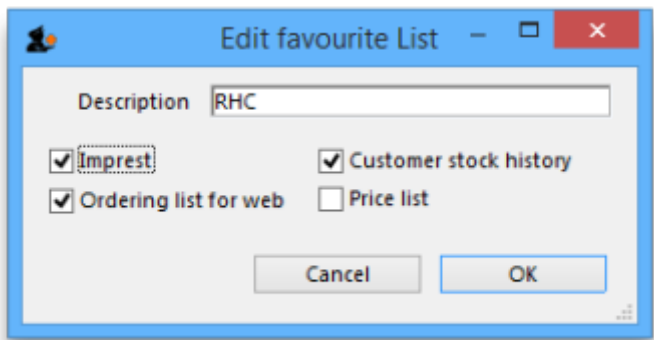 Edit favourite List
Description RHC
Imprest Customer stock history
Ordering list for web Price list
Cancel OK